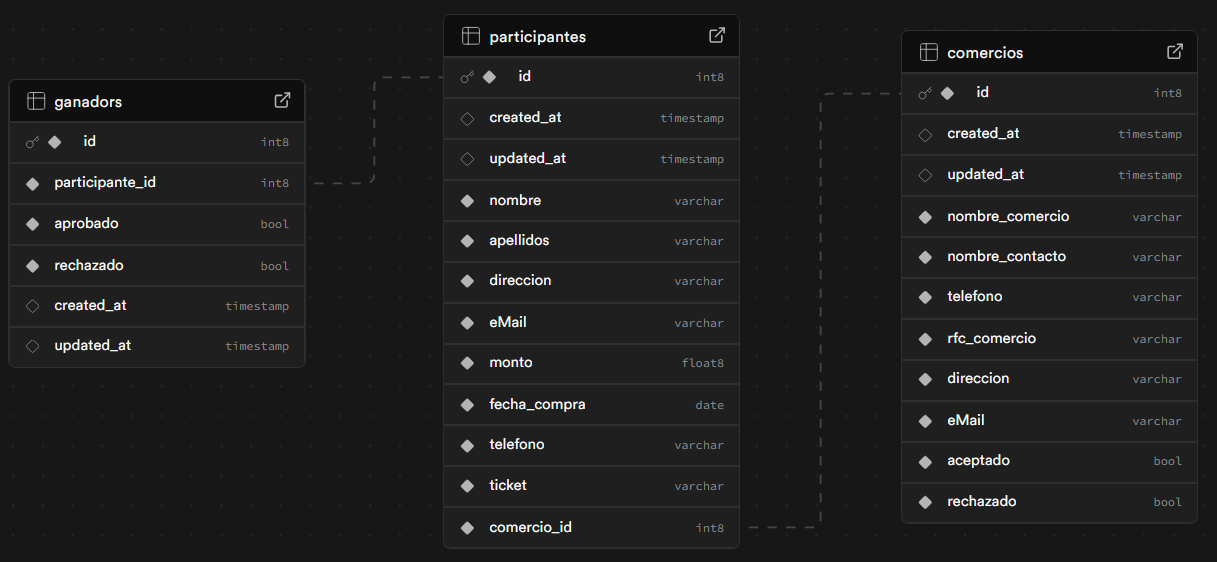 ganadors
id int8
participante_id int8
aprobado bool
rechazado bool
created_at timestamp
updated_at timestamp
participantes
id int8
created_at timestamp
updated_at timestamp
nombre varchar
apellidos varchar
direccion varchar
eMail varchar
monto float8
fecha_compra date
telefono varchar
ticket varchar
comercio_id int8
comercios
id int8
created_at timestamp
updated_at timestamp
nombre_comercio varchar
nombre_contacto varchar
telefono varchar
rfc_comercio varchar
direccion varchar
eMail varchar
aceptado bool
rechazado bool